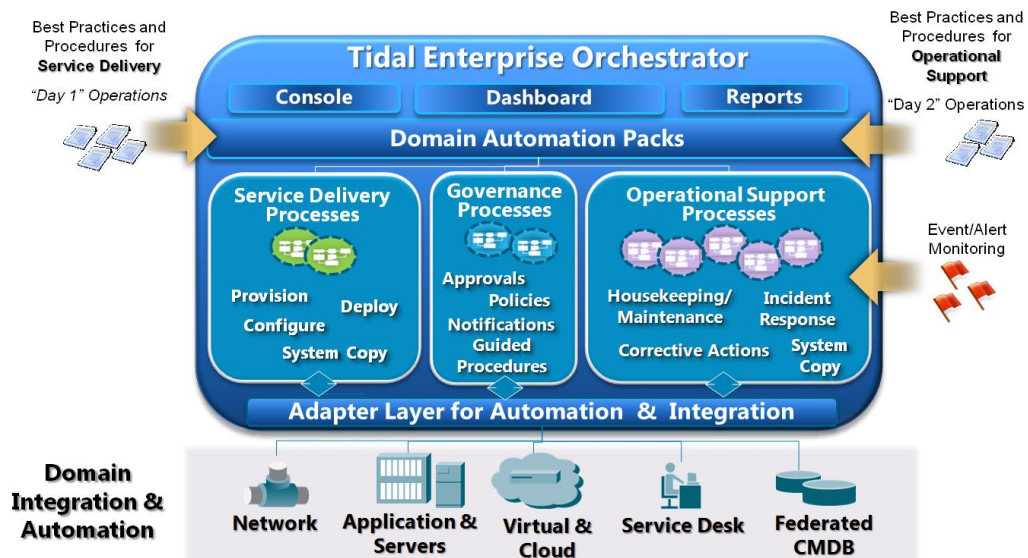 Best Practices and
Procedures for
Service Delivery
"Day 1" Operations
Best Practices and
Procedures for
Operational
Support
"Day 2" Operations
Tidal Enterprise Orchestrator
Console
Dashboard
Reports
Domain Automation Packs
Service Delivery
Processes
Provision
Deploy
Configure
System Copy
Governance
Processes
Approvals
Policies
Notifications
Guided
Procedures
Operational Support
Processes
Housekeeping/
Maintenance
Incident
Response
Corrective Actions
System
Copy
Event/Alert
Monitoring
Adapter Layer for Automation & Integration
Domain
Integration &
Automation
Network
Application &
Servers
Virtual &
Cloud
Service Desk
Federated
CMDB